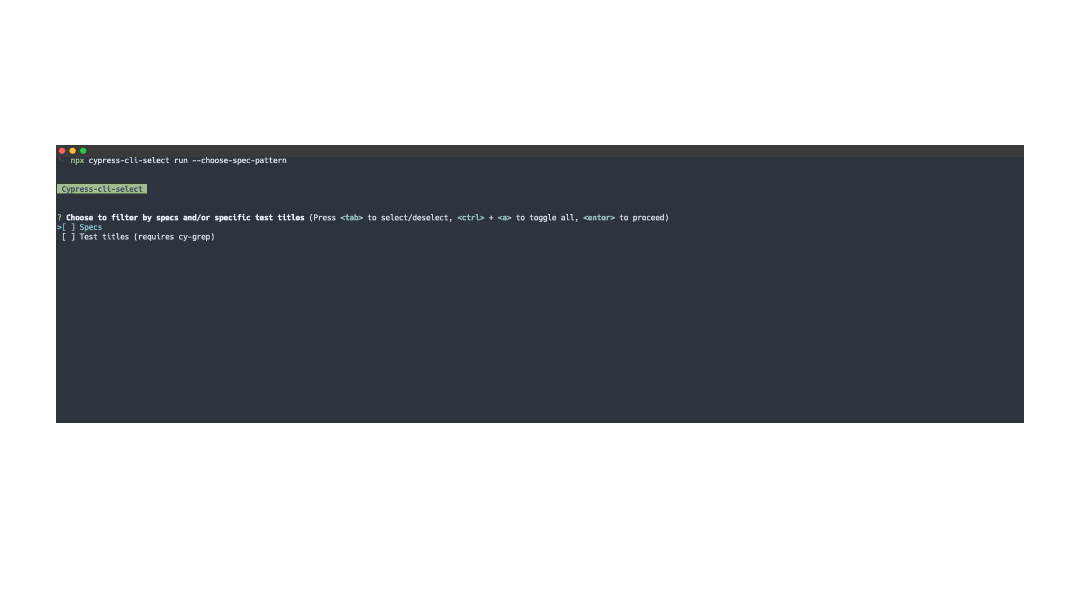 npx cypress-cli-select run --choose-spec-pattern
Cypress-cli-select
? Choose to filter by specs and/or specific test titles (Press <tab> to select/deselect, <ctrl> + <a> to toggle all, <enter> to proceed)
>[ ] Specs
[ ] Test titles (requires cy-grep)